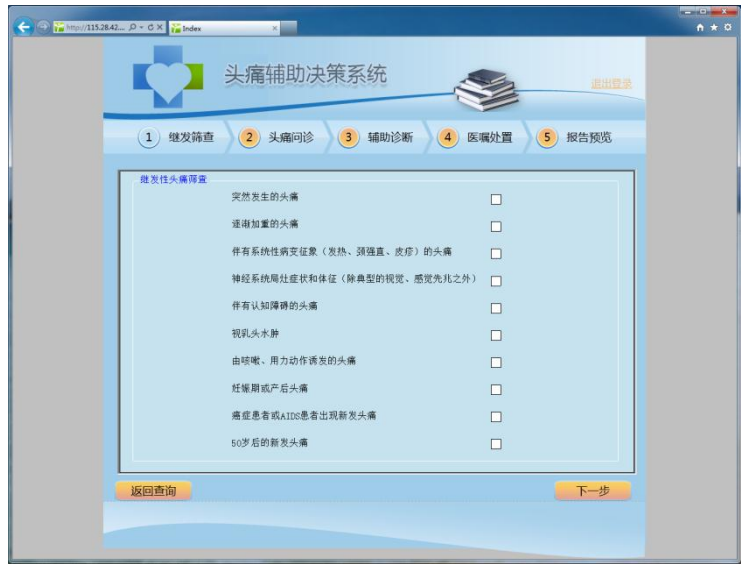 http://115.28.42...
Index
头痛辅助决策系统
退出登录
1 继发筛查 2 头痛问诊 3 辅助诊断 4 医嘱处置 5 报告预览
继发性头痛筛查
突然发生的头痛
逐渐加重的头痛
伴有系统性病变征象（发热、颈强直、皮疹）的头痛
神经系统局灶症状和体征（除典型的视觉、感觉先兆之外）
伴有认知障碍的头痛
视乳头水肿
由咳嗽、用力动作诱发的头痛
妊娠期或产后头痛
癌症患者或AIDS患者出现新发头痛
50岁后的新发头痛
返回查询
下一步